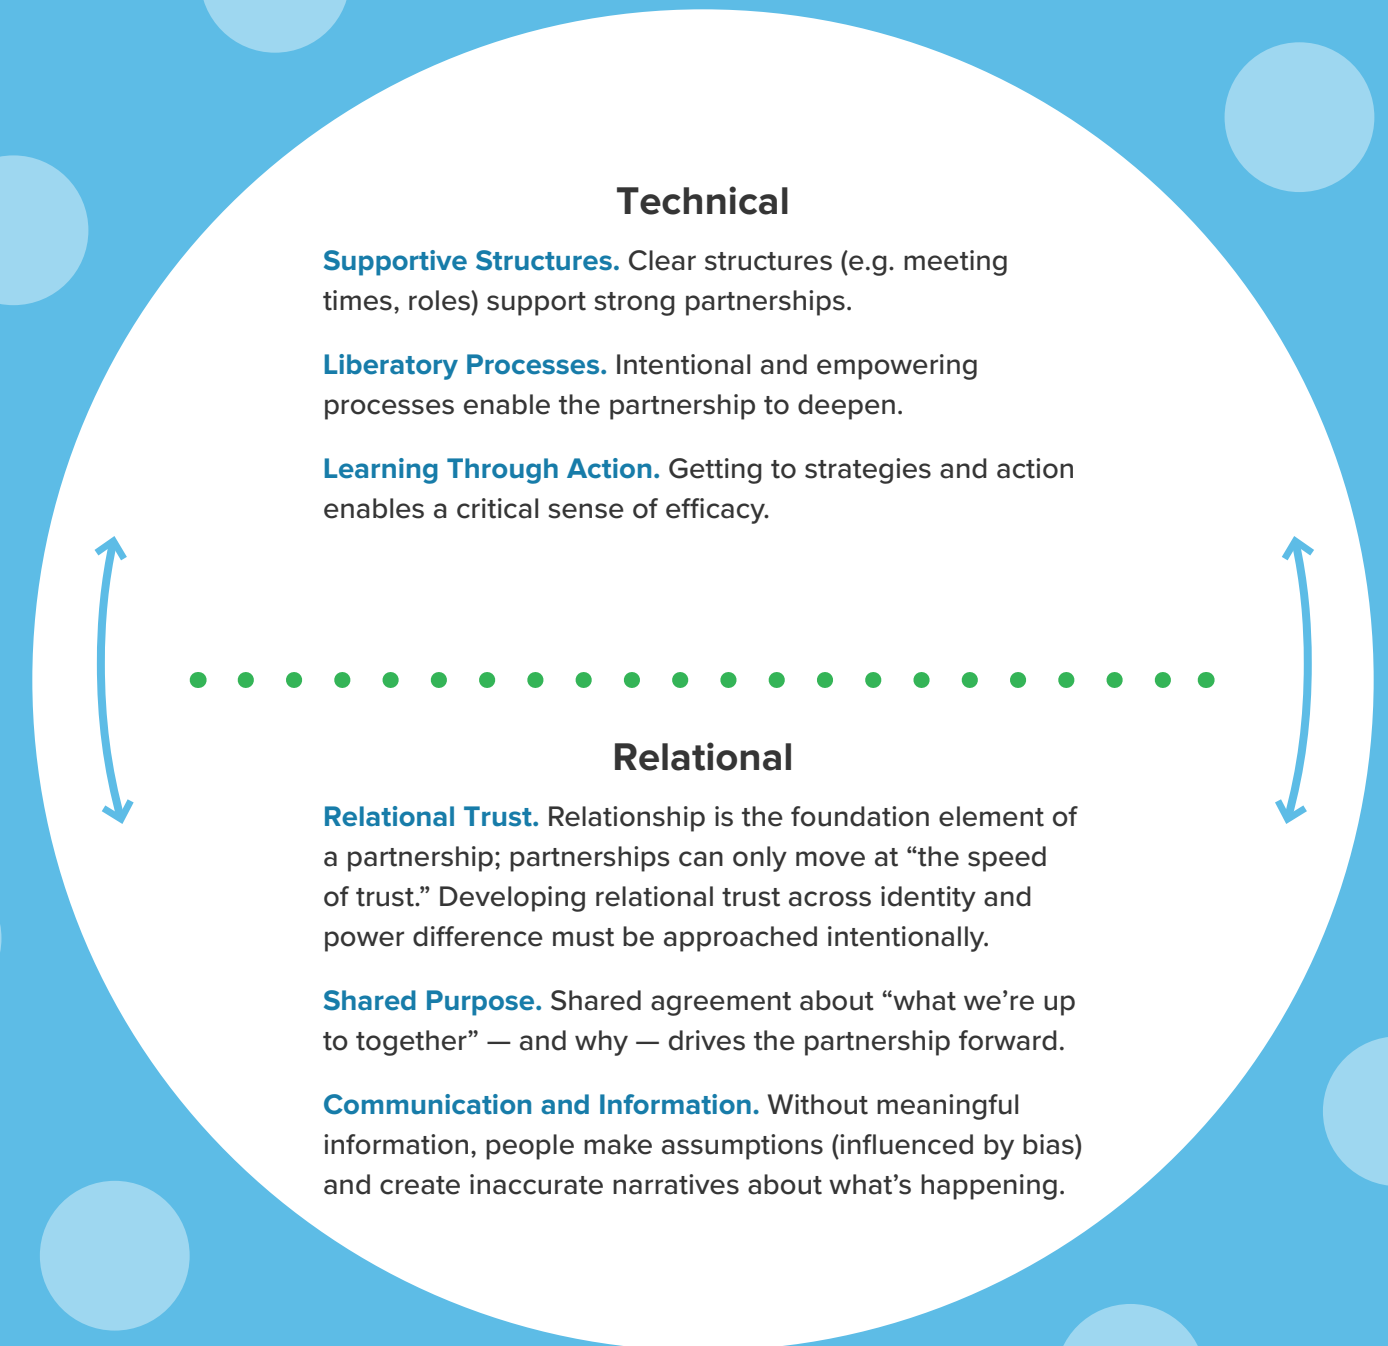 Technical
Supportive Structures. Clear structures (e.g. meeting
times, roles) support strong partnerships.
Liberatory Processes. Intentional and empowering
processes enable the partnership to deepen.
Learning Through Action. Getting to strategies and action
enables a critical sense of efficacy.
Relational
Relational Trust. Relationship is the foundation element of
a partnership; partnerships can only move at “the speed
of trust.” Developing relational trust across identity and
power difference must be approached intentionally.
Shared Purpose. Shared agreement about “what we’re up
to together” — and why — drives the partnership forward.
Communication and Information. Without meaningful
information, people make assumptions (influenced by bias)
and create inaccurate narratives about what’s happening.